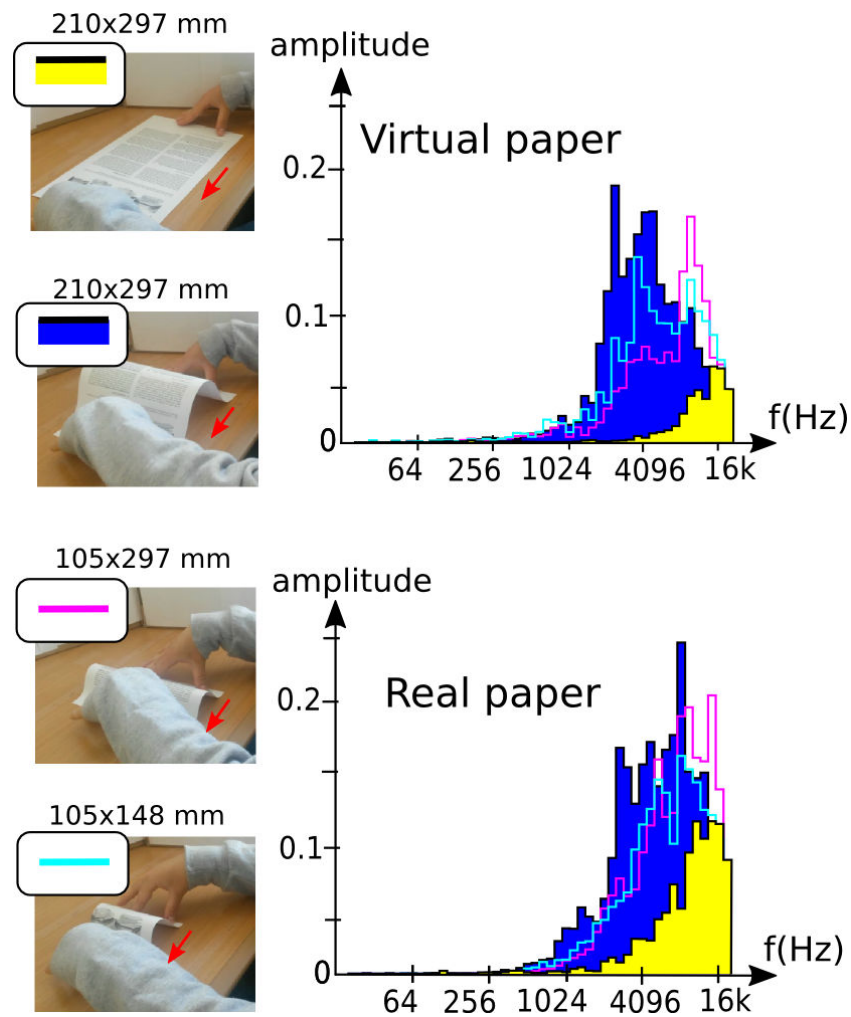 210x297 mm
amplitude
Virtual paper
0.2
0.1
0
64 256 1024 4096 16k
f(Hz)
210x297 mm
105x297 mm
amplitude
Real paper
0.2
0.1
0
64 256 1024 4096 16k
f(Hz)
105x148 mm